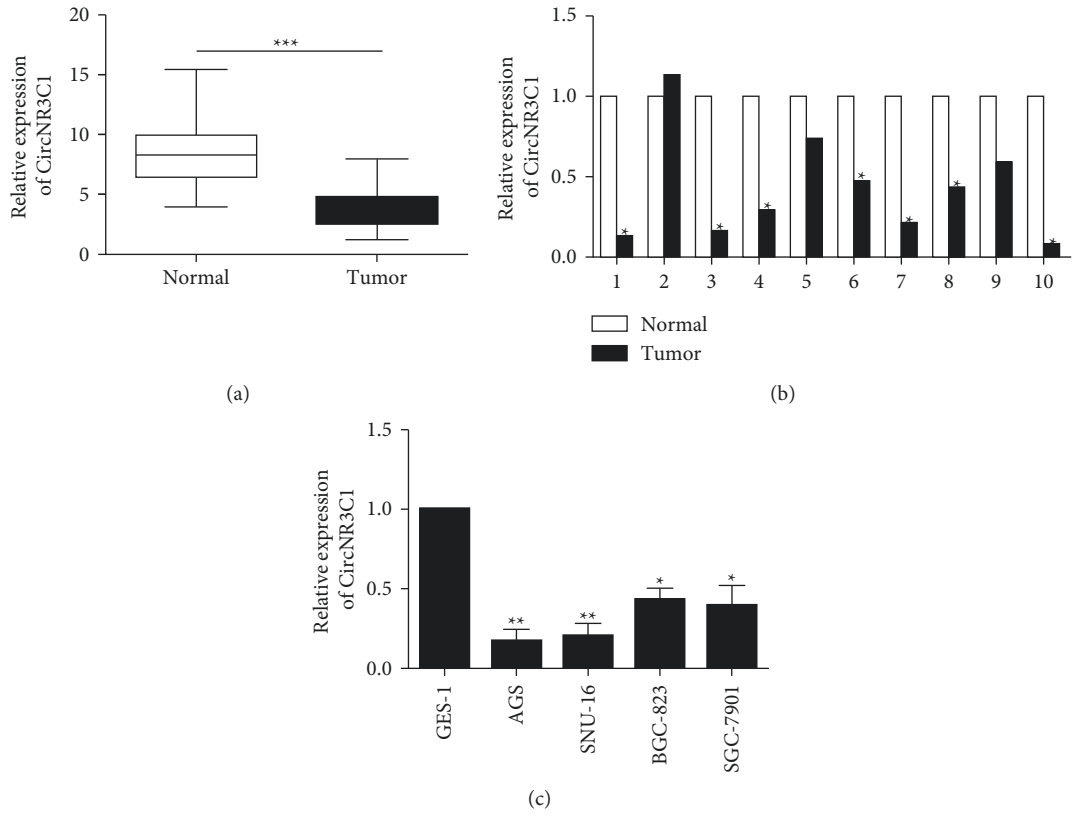 20
15
10
5
0
Relative expression
of CircNR3C1
***
Normal
Tumor
(a)
1.5
1.0
0.5
0.0
Relative expression
of CircNR3C1
*
*
*
*
*
*
*
1
2
3
4
5
6
7
8
9
10
Normal
Tumor
(b)
1.5
1.0
0.5
0.0
Relative expression
of CircNR3C1
**
**
*
*
GES-1
AGS
SNU-16
BGC-823
SGC-7901
(c)